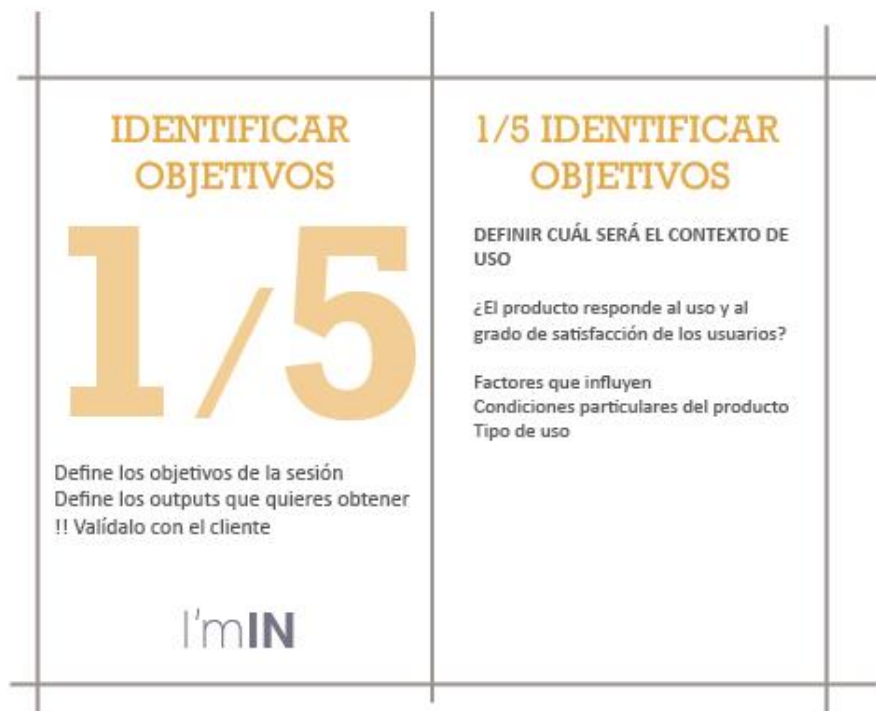 IDENTIFICAR
OBJETIVOS
1/5
Define los objetivos de la sesión
Define los outputs que quieres obtener
!! Valídalo con el cliente
I'mIN
1/5 IDENTIFICAR
OBJETIVOS
DEFINIR CUÁL SERÁ EL CONTEXTO DE
USO
¿El producto responde al uso y al
grado de satisfacción de los usuarios?
Factores que influyen
Condiciones particulares del producto
Tipo de uso